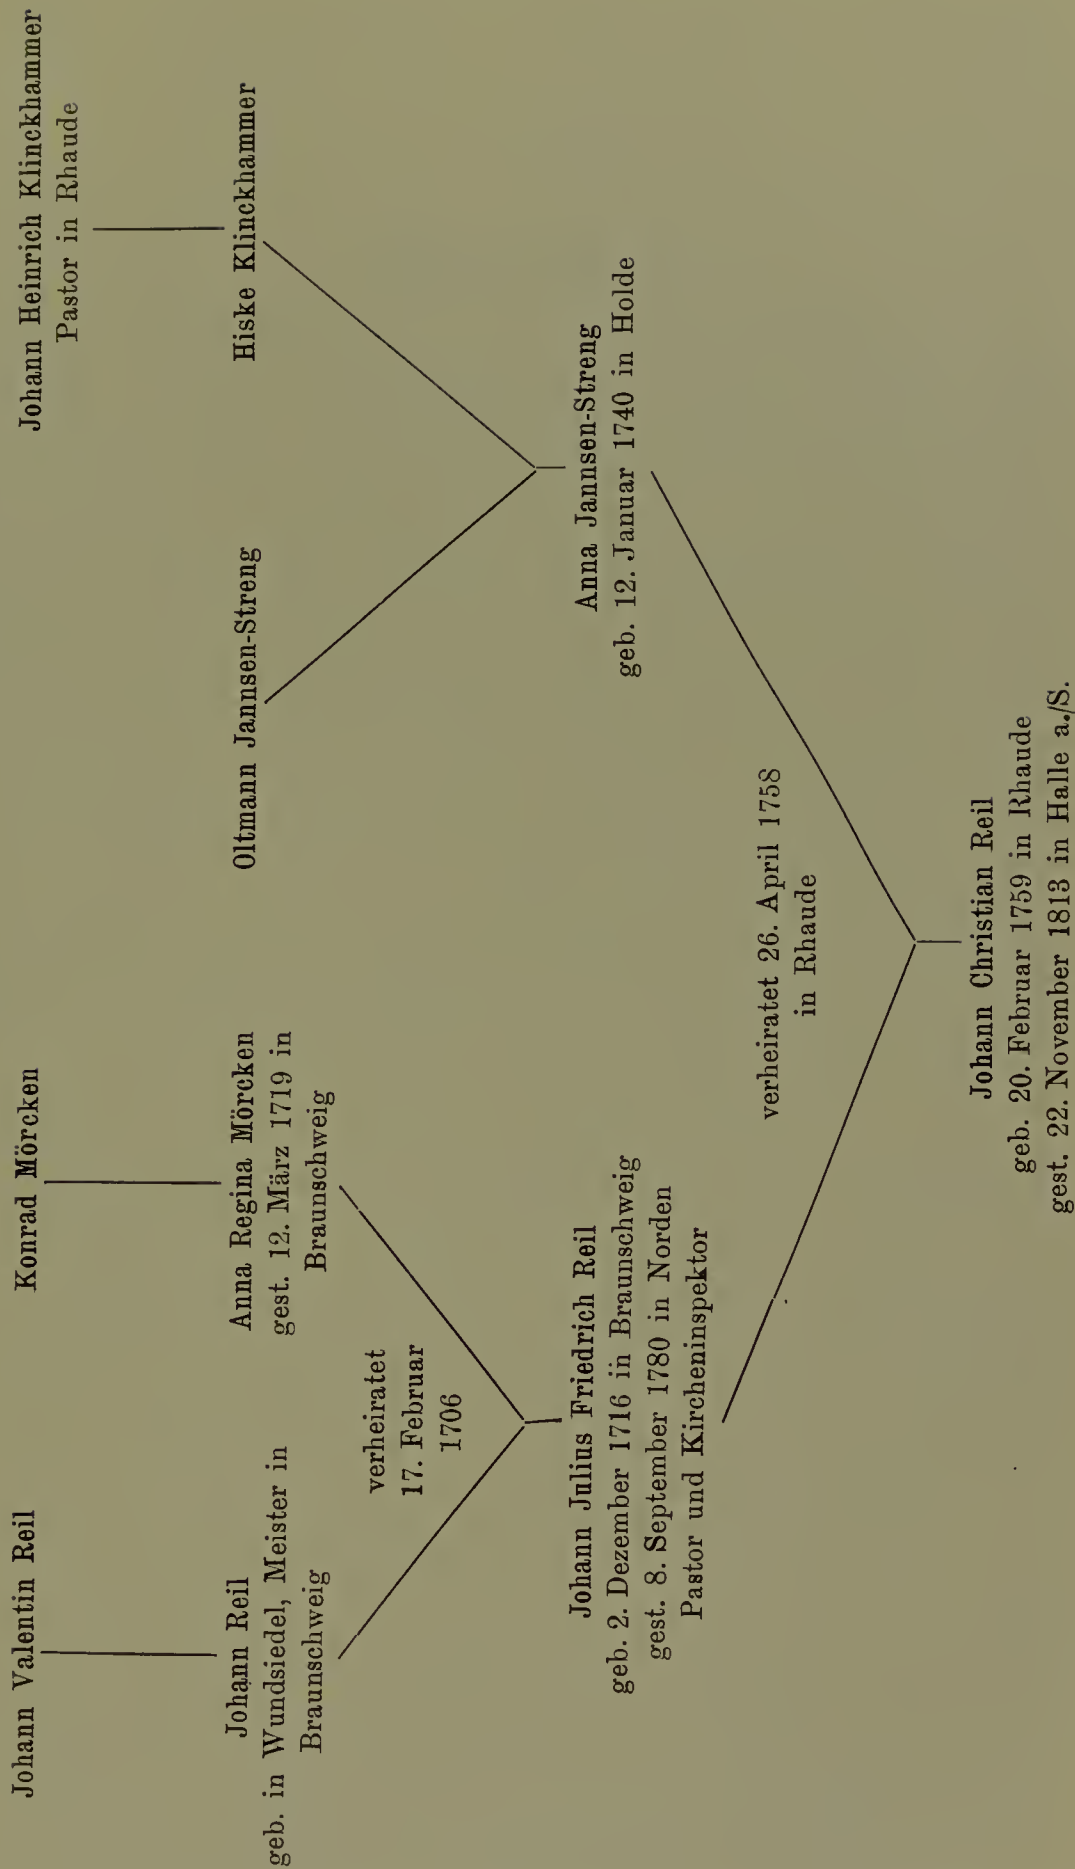 Johann Valentin Reil
Konrad Mörcken
Johann Heinrich Klinckhammer
Pastor in Rhaude
Johann Reil
geb. in Wundsiedel, Meister in
Braunschweig
Anna Regina Mörcken
gest. 12. März 1719 in
Braunschweig
Oltmann Jannsen-Streng
Hiske Klinckhammer
verheiratet
17. Februar
1706
Johann Julius Friedrich Reil
geb. 2. Dezember 1716 in Braunschweig
gest. 8. September 1780 in Norden
Pastor und Kircheninspektor
Anna Jannsen-Streng
geb. 12. Januar 1740 in Holde
verheiratet 26. April 1758
in Rhaude
Johann Christian Reil
geb. 20. Februar 1759 in Rhaude
gest. 22. November 1813 in Halle a./S.